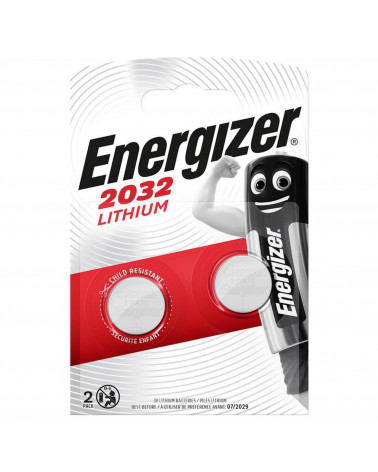 Energizer®
2032
LITHIUM
CHILD RESISTANT
SÉCURITÉ ENFANT
Energizer
2
PACK
LITHIUM BATTERIES / PILES LITHIUM
BEST BEFORE / À UTILISER DE PRÉFÉRENCE AVANT: 07/2029